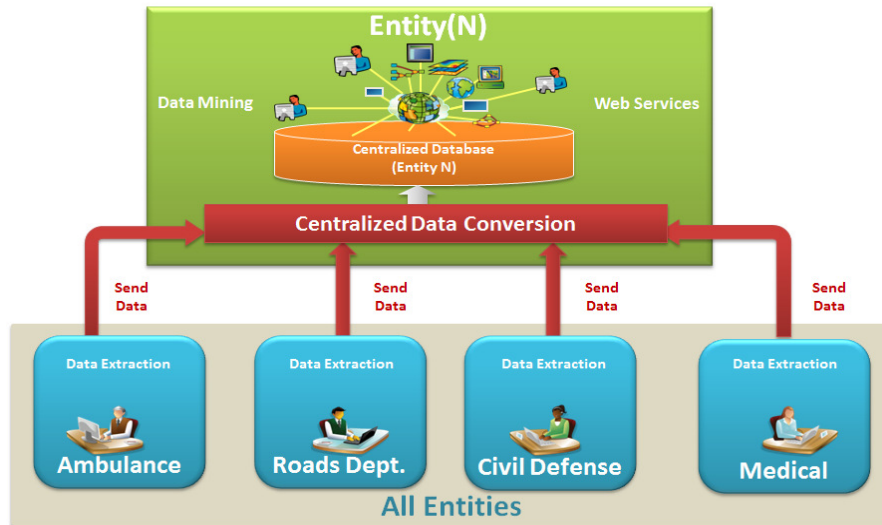 Entity(N)
Data Mining
Web Services
Centralized Database
(Entity N)
Centralized Data Conversion
Send
Data
Send
Data
Send
Data
Send
Data
Data Extraction
Ambulance
Data Extraction
Roads Dept.
Data Extraction
Civil Defense
Data Extraction
Medical
All Entities